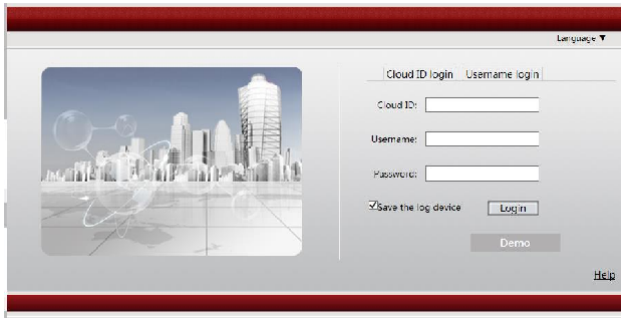 Language ▼
Cloud ID login Username login
Cloud ID:
Username:
Password:
Save the log device Login
Demo
Help